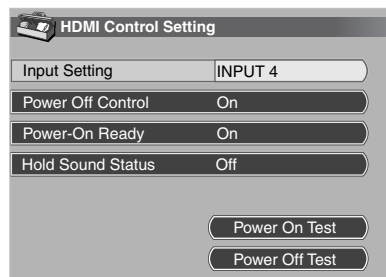 HDMI Control Setting
Input Setting INPUT 4
Power Off Control On
Power-On Ready On
Hold Sound Status Off
Power On Test
Power Off Test